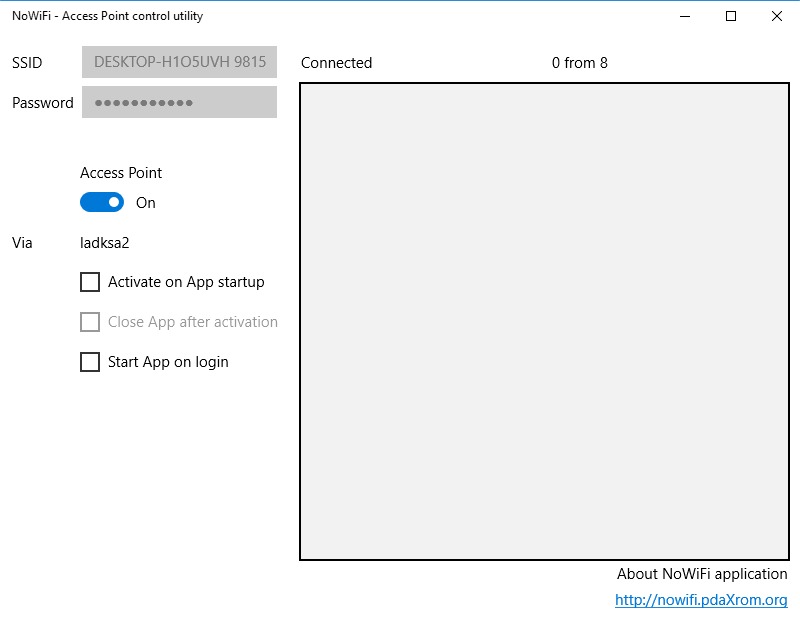 NoWiFi - Access Point control utility
SSID
DESKTOP-H1O5UVH 9815
Connected
0 from 8
Password
●●●●●●●●●●●
Access Point
On
Via
ladksa2
Activate on App startup
Close App after activation
Start App on login
About NoWiFi application
http://nowifi.pdaXrom.org